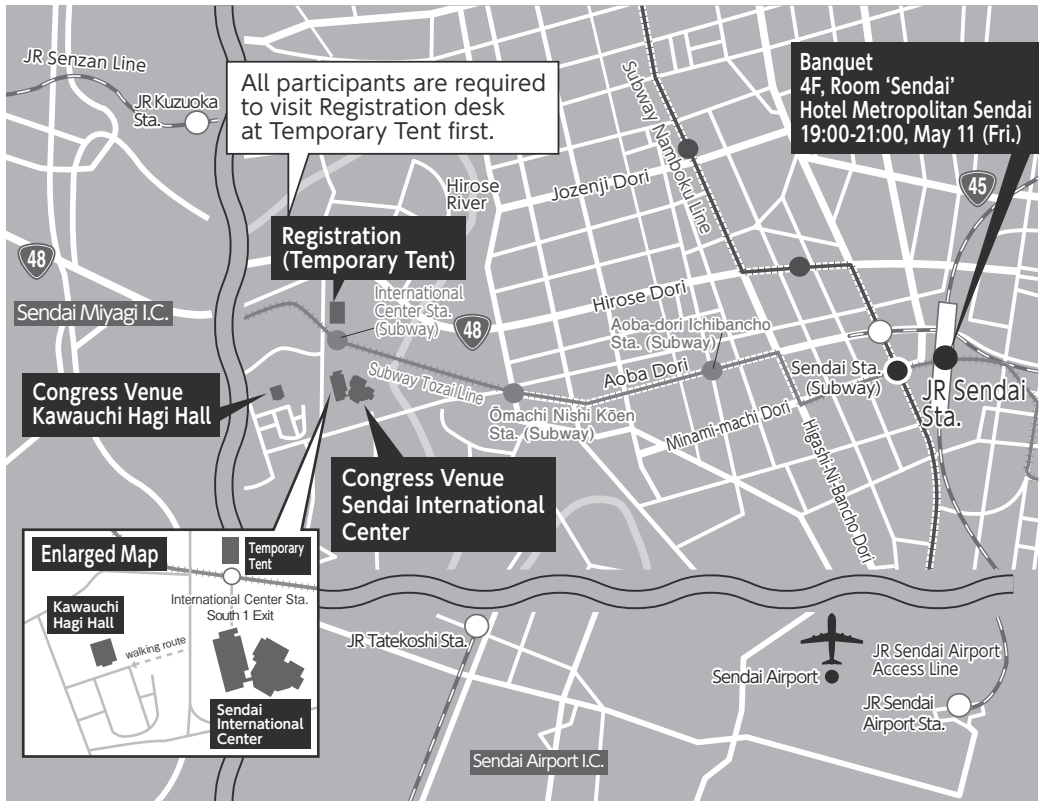 JR Senzan Line
JR Kuzuoka
Sta.
All participants are required
to visit Registration desk
at Temporary Tent first.
Banquet
4F, Room ‘Sendai’
Hotel Metropolitan Sendai
19:00-21:00, May 11 (Fri.)
45
Subway Namboku Line
Jozenji Dori
Hirose
River
Registration
(Temporary Tent)
48
Sendai Miyagi I.C.
International
Center Sta.
(Subway)
48
Hirose Dori
Aoba-dori Ichibancho
Sta. (Subway)
Aoba Dori
Sendai Sta.
(Subway)
JR Sendai
Sta.
Congress Venue
Kawauchi Hagi Hall
Subway Tozai Line
Ōmachi Nishi Kōen
Sta. (Subway)
Minami-machi Dori
Higashi-Ni-Bancho Dori
Congress Venue
Sendai International
Center
Enlarged Map
Temporary
Tent
International Center Sta.
South 1 Exit
Kawauchi
Hagi Hall
walking route
Sendai
International
Center
JR Tatekoshi Sta.
Sendai Airport
JR Sendai Airport
Access Line
JR Sendai
Airport Sta.
Sendai Airport I.C.